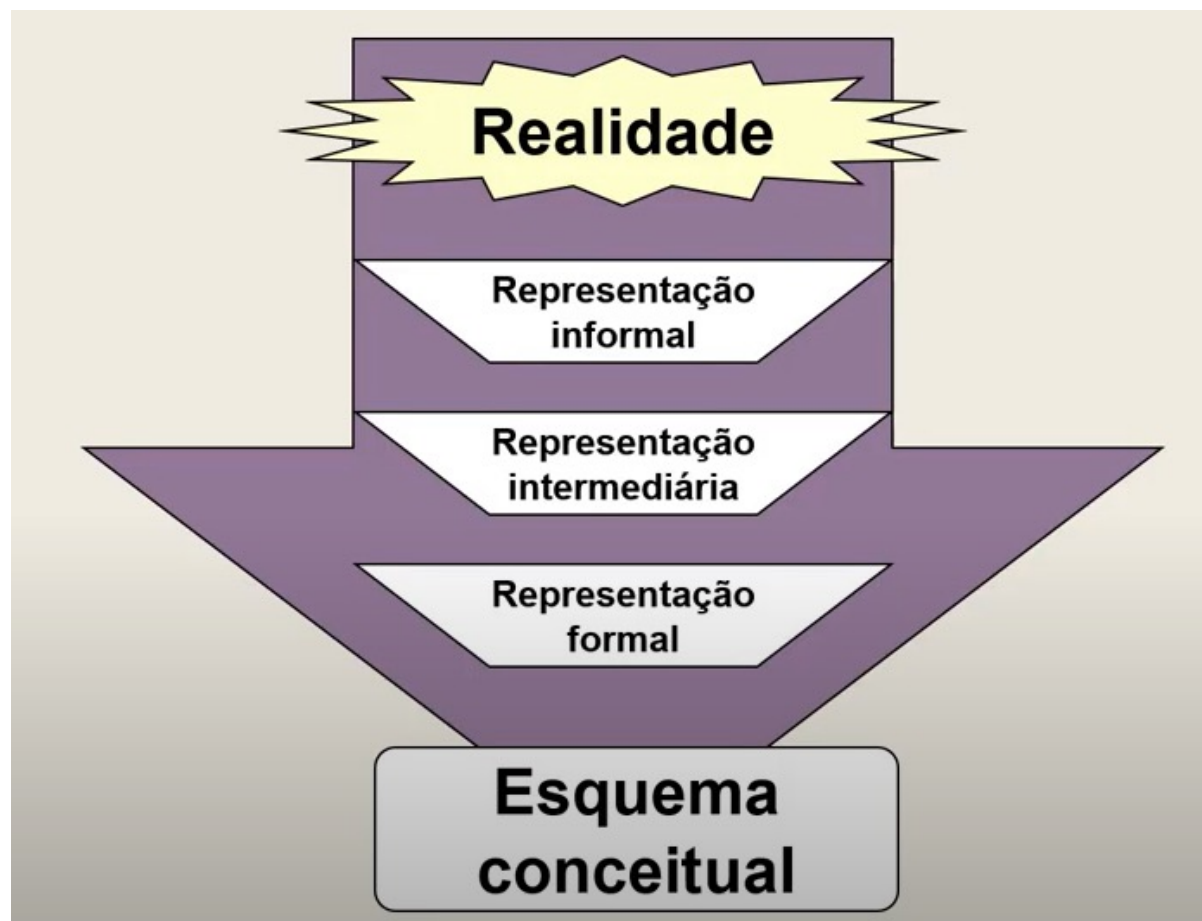 Realidade
Representação
informal
Representação
intermediária
Representação
formal
Esquema
conceitual